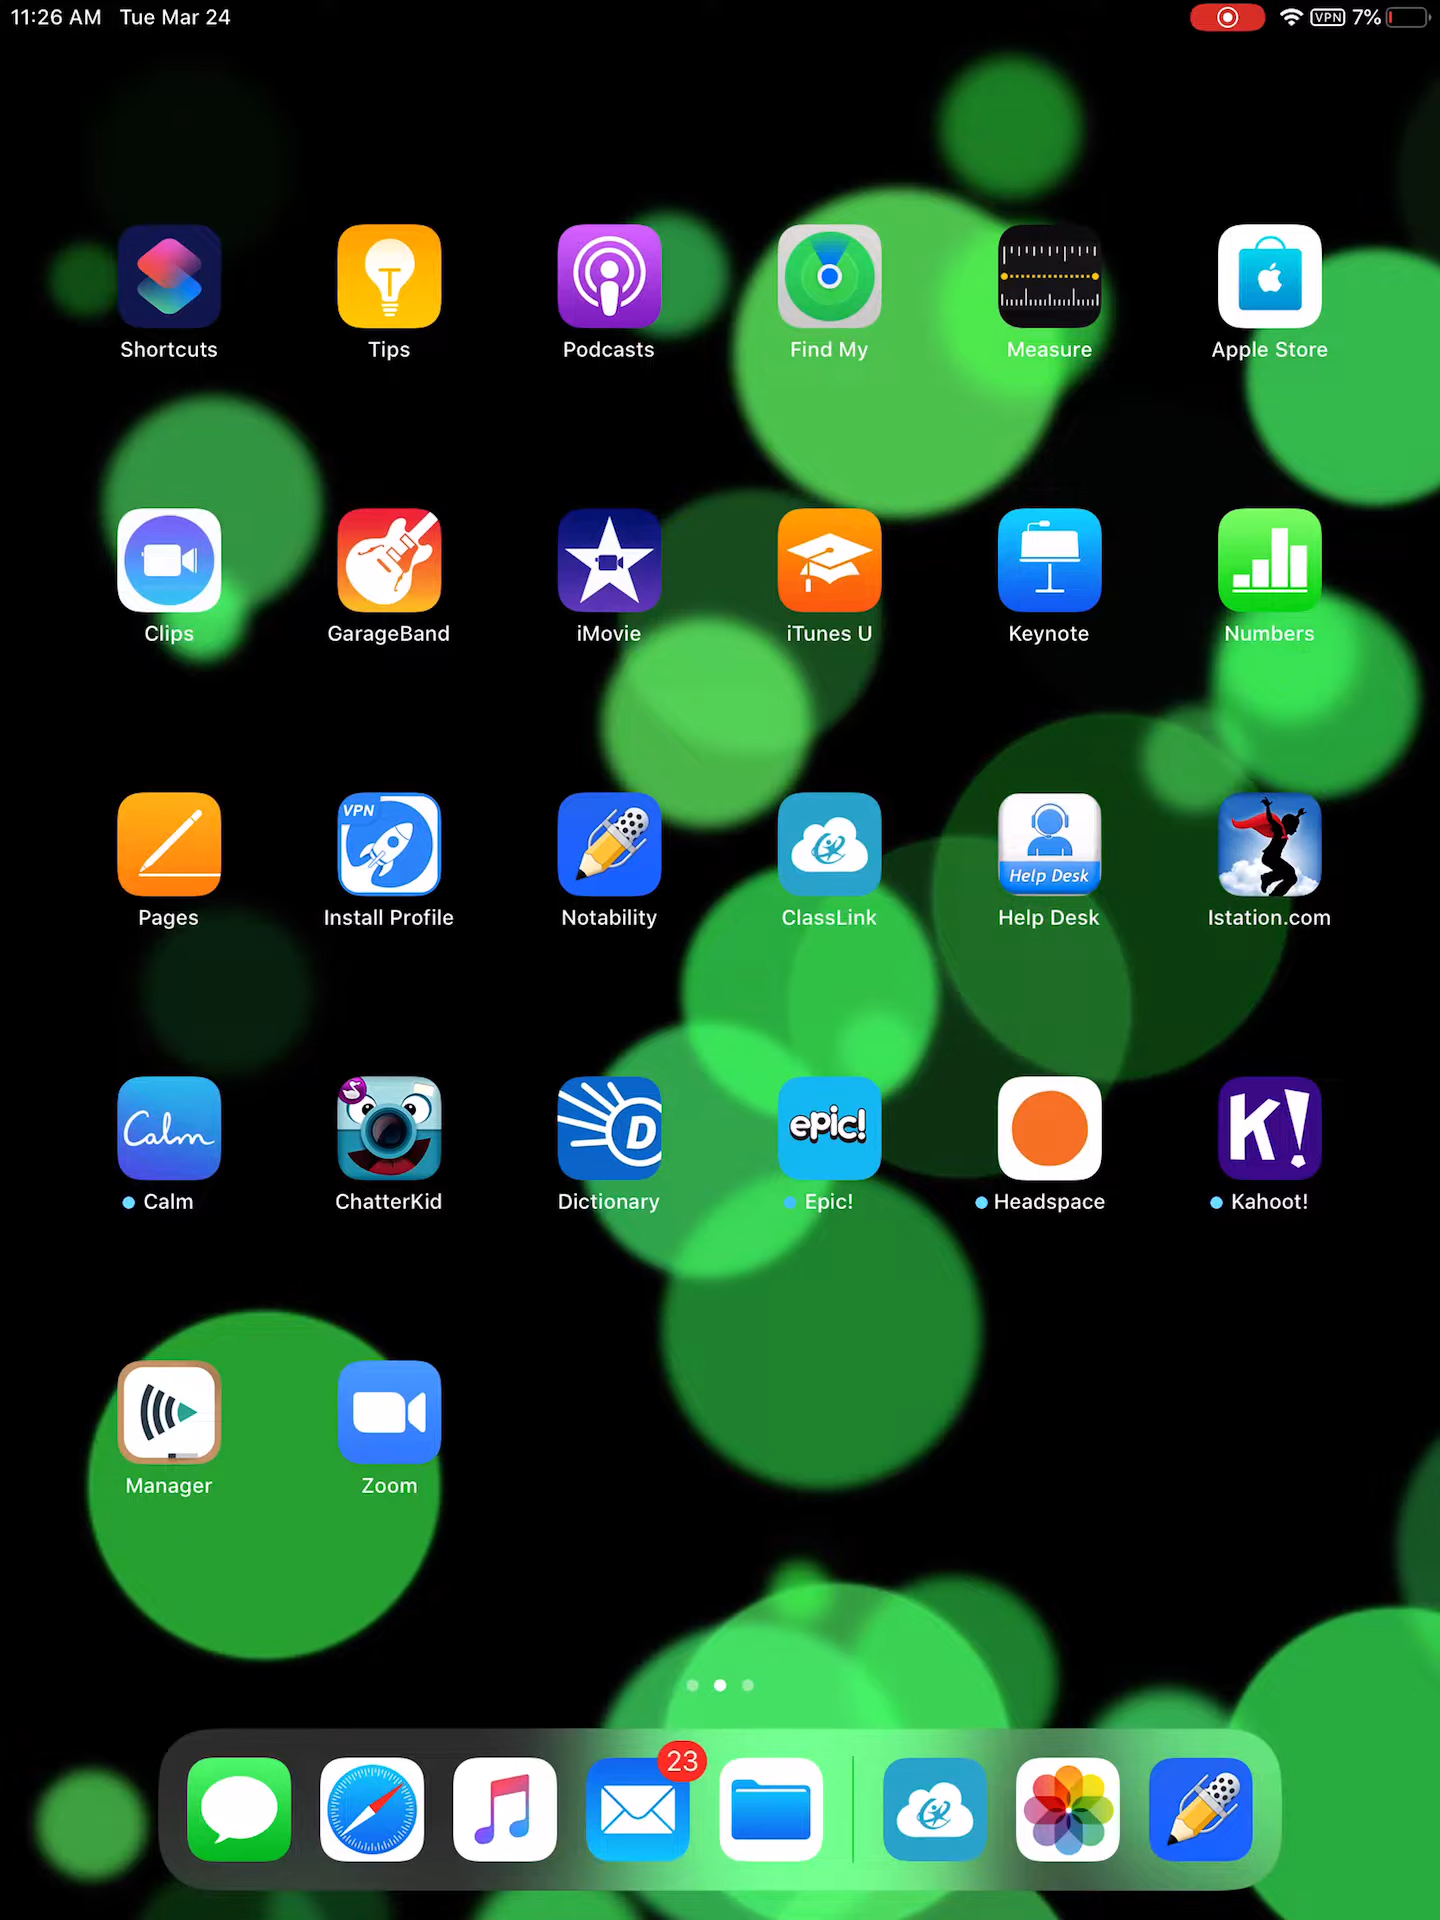 11:26 AM Tue Mar 24
VPN 7%
T
Shortcuts Tips Podcasts Find My Measure Apple Store
Clips GarageBand iMovie iTunes U Keynote Numbers
VPN
Help Desk
Pages Install Profile Notability ClassLink Help Desk Istation.com
Calm D epic! K!
Calm ChatterKid Dictionary Epic! Headspace Kahoot!
Manager Zoom
23